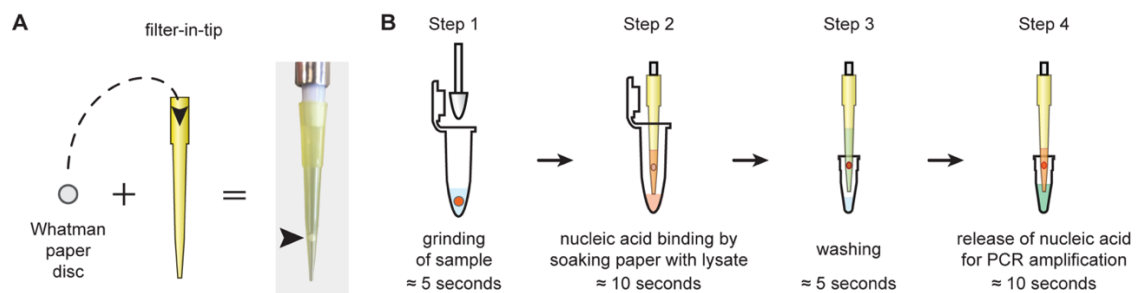 A
filter-in-tip
Whatman
paper
disc
+
=
B
Step 1
grinding
of sample
≈ 5 seconds
Step 2
nucleic acid binding by
soaking paper with lysate
≈ 10 seconds
Step 3
washing
≈ 5 seconds
Step 4
release of nucleic acid
for PCR amplification
≈ 10 seconds